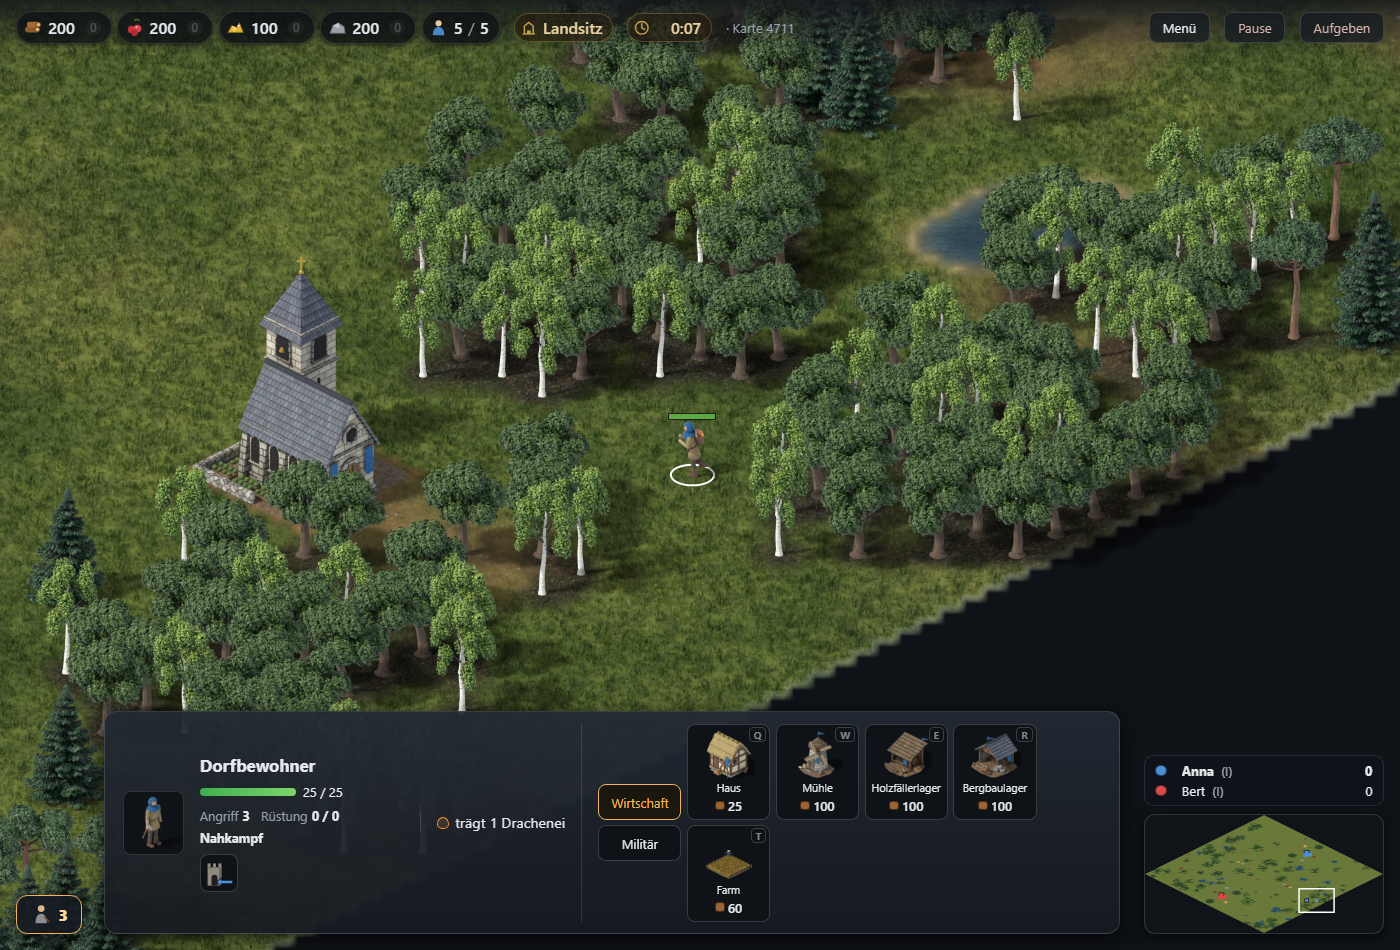 200 0 200 0 100 0 200 0 5 / 5 Landsitz 0:07 · Karte 4711 Menü Pause Aufgeben
Dorfbewohner
25 / 25
Angriff 3 Rüstung 0 / 0
Nahkampf
trägt 1 Drachenei
Wirtschaft
Militär
Q
Haus
25
W
Mühle
100
E
Holzfällerlager
100
R
Bergbaulager
100
T
Farm
60
Anna (I) 0
Bert (I) 0
3